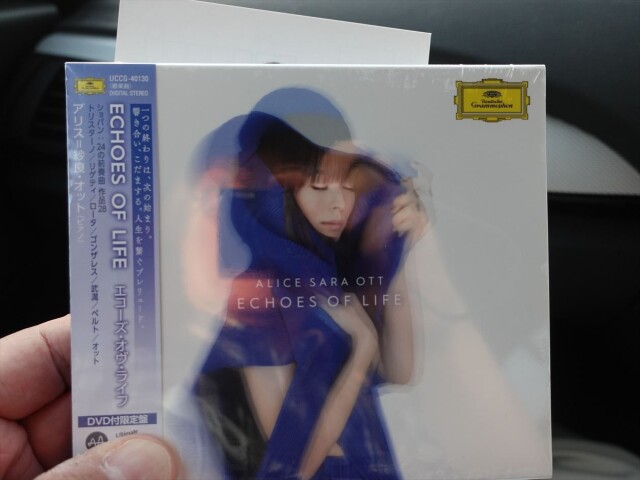 UCCG-40130
DIGITAL STEREO
ECHOES OF LIFE エコーズ・オヴ・ライフ
一つの終わりは、次の始まり。
響き合い、こだまする。人生を繋ぐプレリュード。
ショパン:24の前奏曲 作品28
トリスターノ/リゲティ/ロータ/ゴンザレス/武満/ペルト/オット
アリス=紗良・オット
DVD付限定盤
Deutsche
Grammophon
ALICE SARA OTT
ECHOES OF LIFE